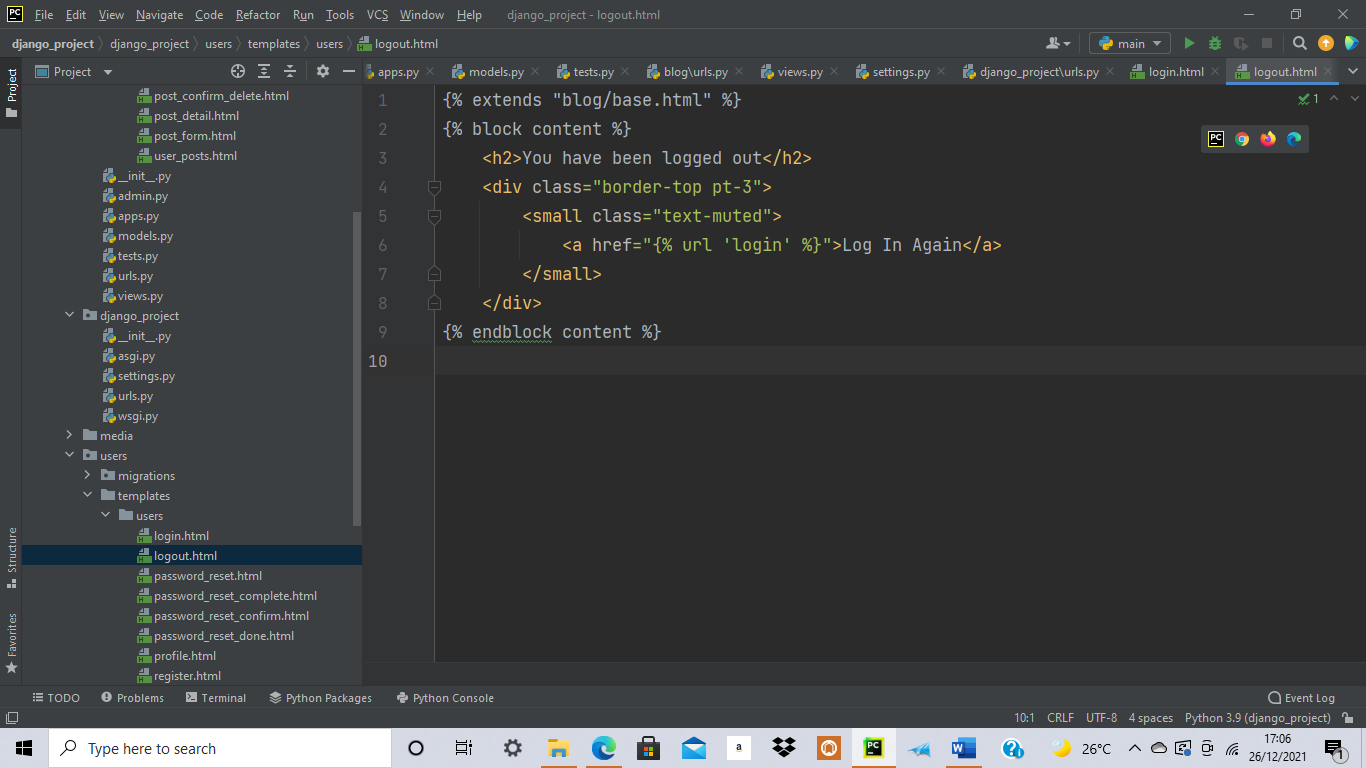 PC File Edit View Navigate Code Refactor Run Tools VCS Window Help django_project - logout.html
django_project django_project users templates users logout.html main
Project Project apps.py models.py tests.py blog\urls.py views.py settings.py django_project\urls.py login.html logout.html
post_confirm_delete.html
post_detail.html
post_form.html
user_posts.html
__init__.py
admin.py
apps.py
models.py
tests.py
urls.py
views.py
django_project
__init__.py
asgi.py
settings.py
urls.py
wsgi.py
media
users
migrations
templates
users
login.html
logout.html
password_reset.html
password_reset_complete.html
password_reset_confirm.html
password_reset_done.html
profile.html
register.html
Structure
Favorites
1 {% extends "blog/base.html" %}
2 {% block content %}
3 <h2>You have been logged out</h2>
4 <div class="border-top pt-3">
5 <small class="text-muted">
6 <a href="{% url 'login' %}">Log In Again</a>
7 </small>
8 </div>
9 {% endblock content %}
10
1
PC
TODO Problems Terminal Python Packages Python Console Event Log
10:1 CRLF UTF-8 4 spaces Python 3.9 (django_project)
Type here to search a PC W 26°C 17:06
26/12/2021 1